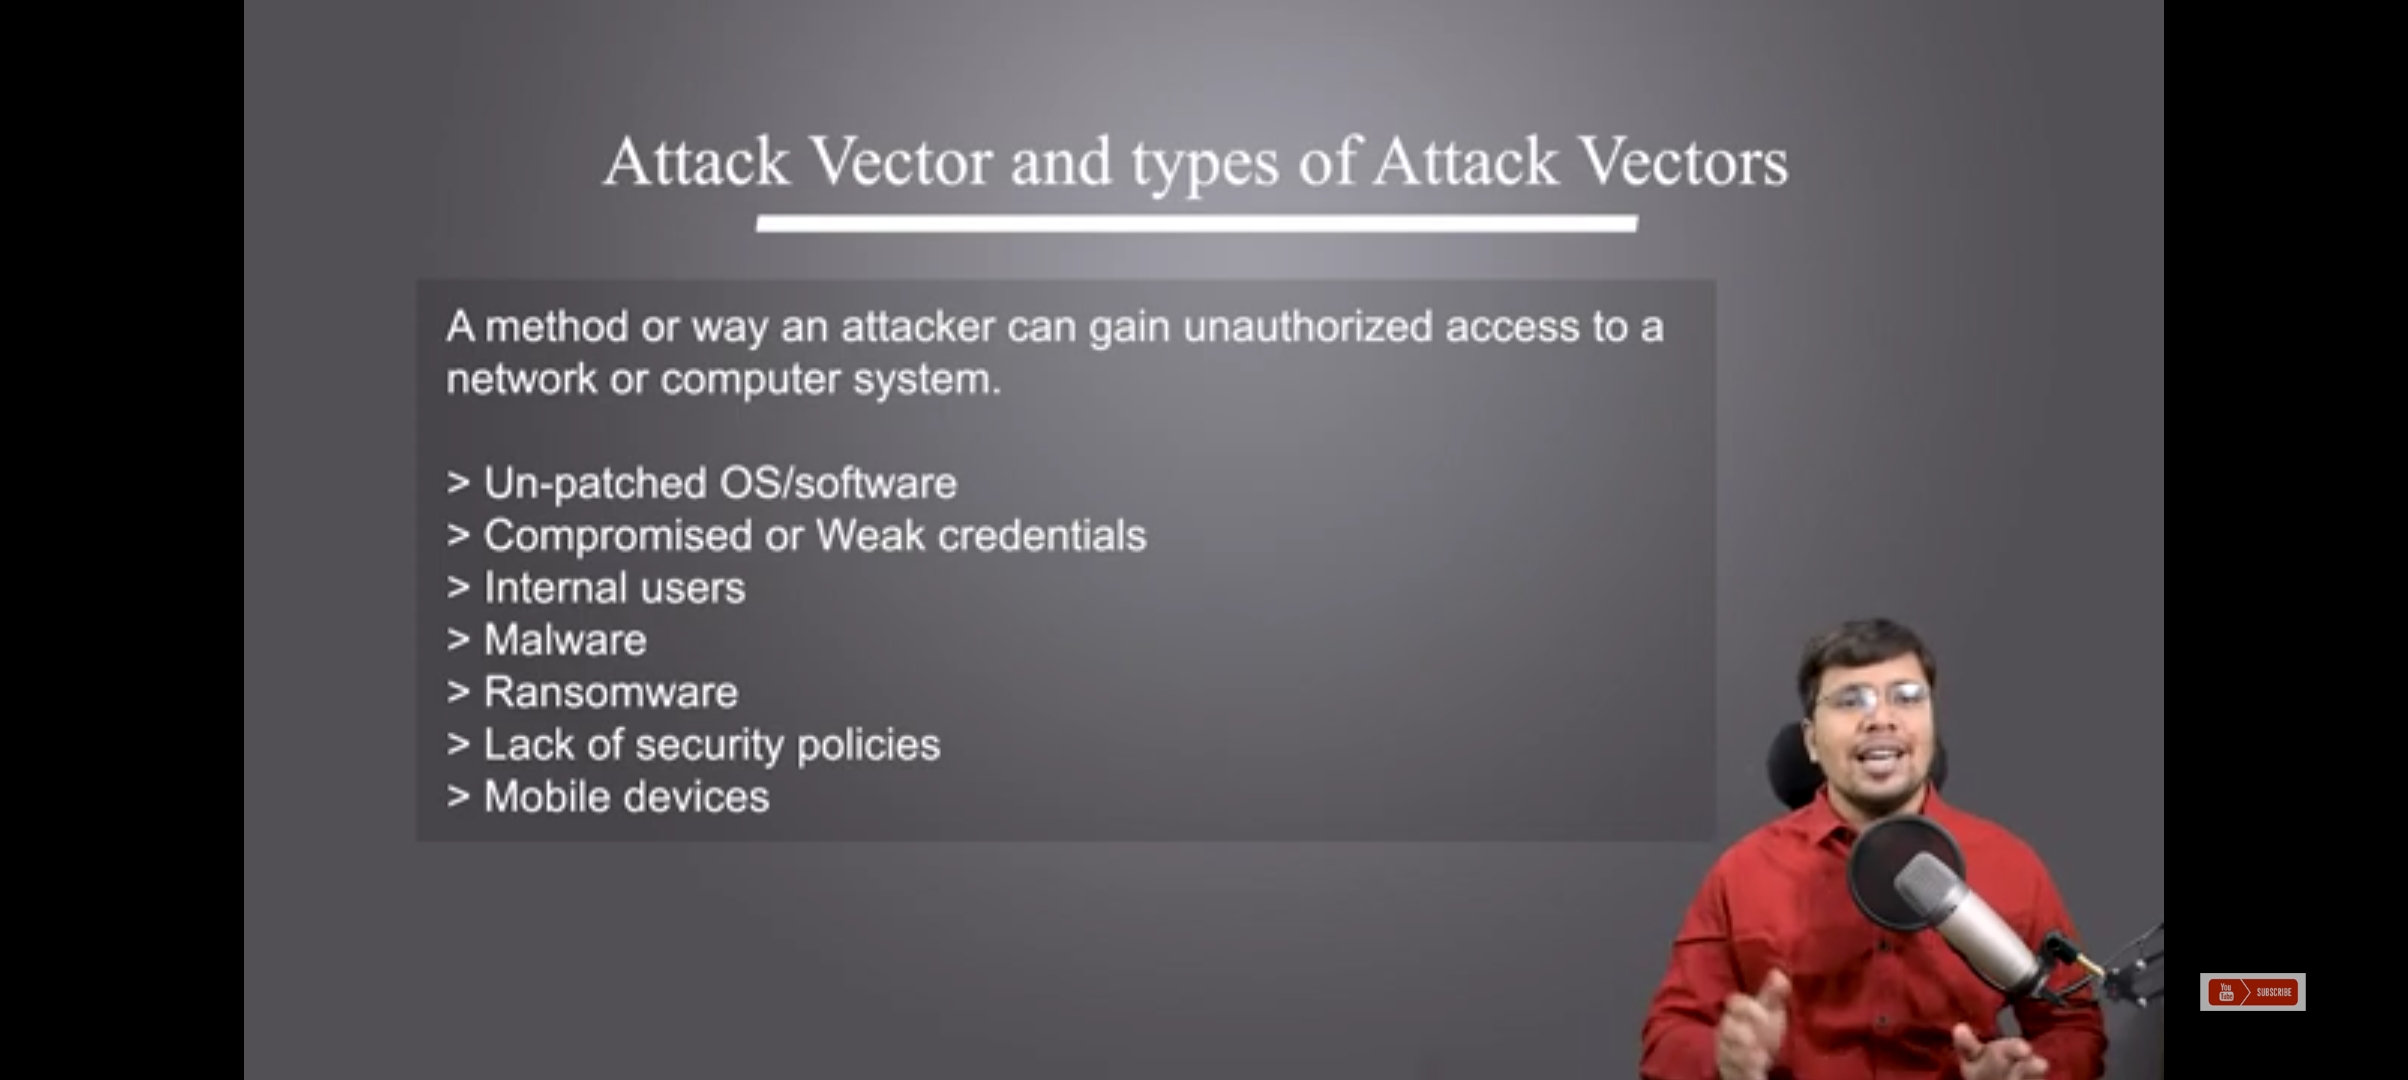 Attack Vector and types of Attack Vectors
A method or way an attacker can gain unauthorized access to a
network or computer system.
> Un-patched OS/software
> Compromised or Weak credentials
> Internal users
> Malware
> Ransomware
> Lack of security policies
> Mobile devices
You
Tube
SUBSCRIBE